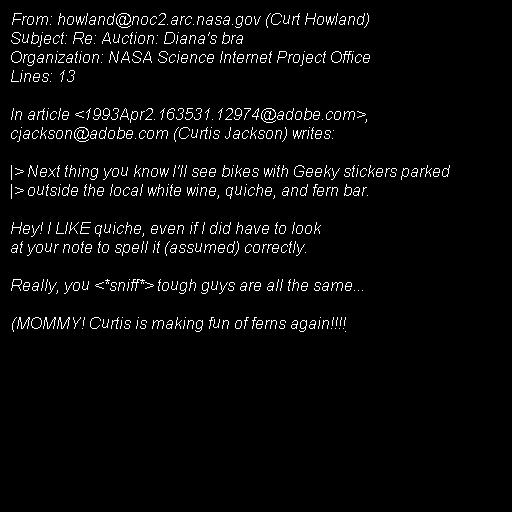 From: howland@noc2.arc.nasa.gov (Curt Howland)
Subject: Re: Auction: Diana's bra
Organization: NASA Science Internet Project Office
Lines: 13

In article <1993Apr2.163531.12974@adobe.com>,
cjackson@adobe.com (Curtis Jackson) writes:

|> Next thing you know I'll see bikes with Geeky stickers parked
|> outside the local white wine, quiche, and fern bar.

Hey! I LIKE quiche, even if I did have to look
at your note to spell it (assumed) correctly.

Really, you <*sniff*> tough guys are all the same...

(MOMMY! Curtis is making fun of ferns again!!!!